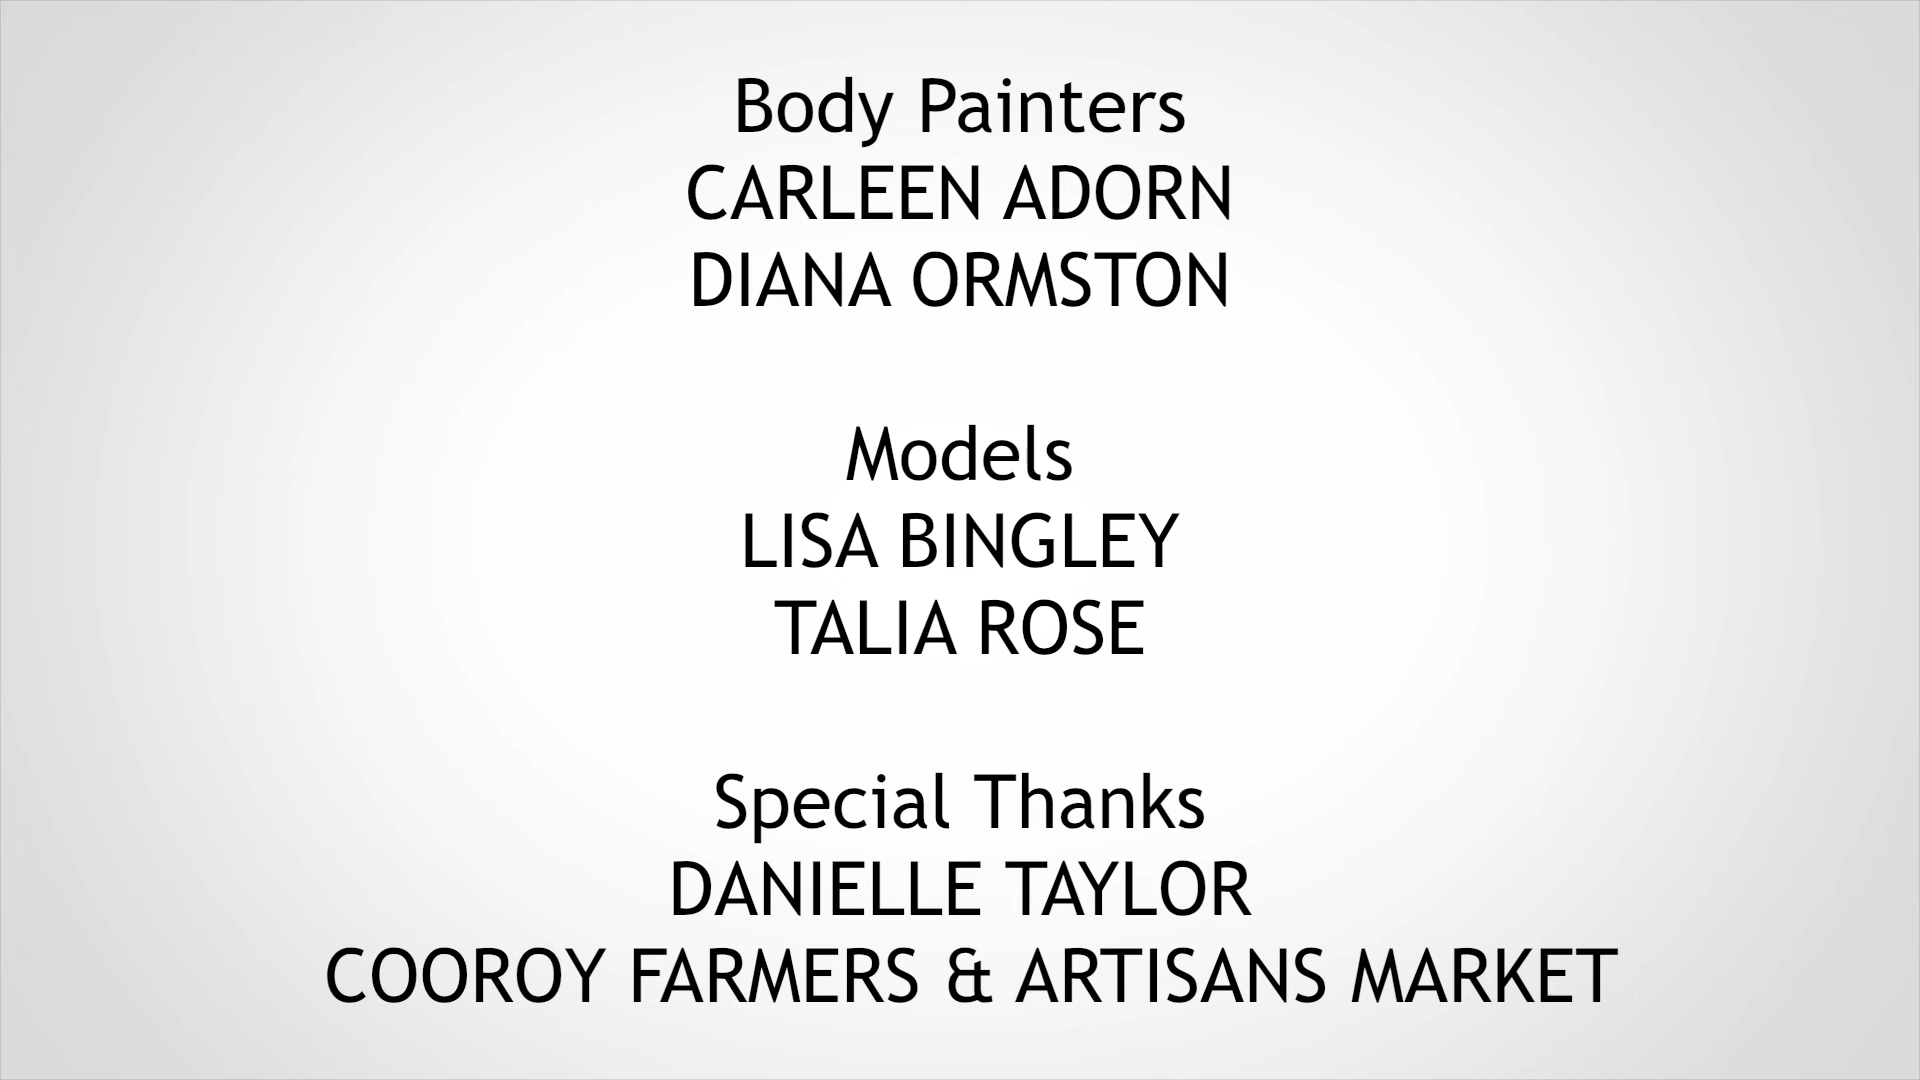 Body Painters
CARLEEN ADORN
DIANA ORMSTON
Models
LISA BINGLEY
TALIA ROSE
Special Thanks
DANIELLE TAYLOR
COOROY FARMERS & ARTISANS MARKET